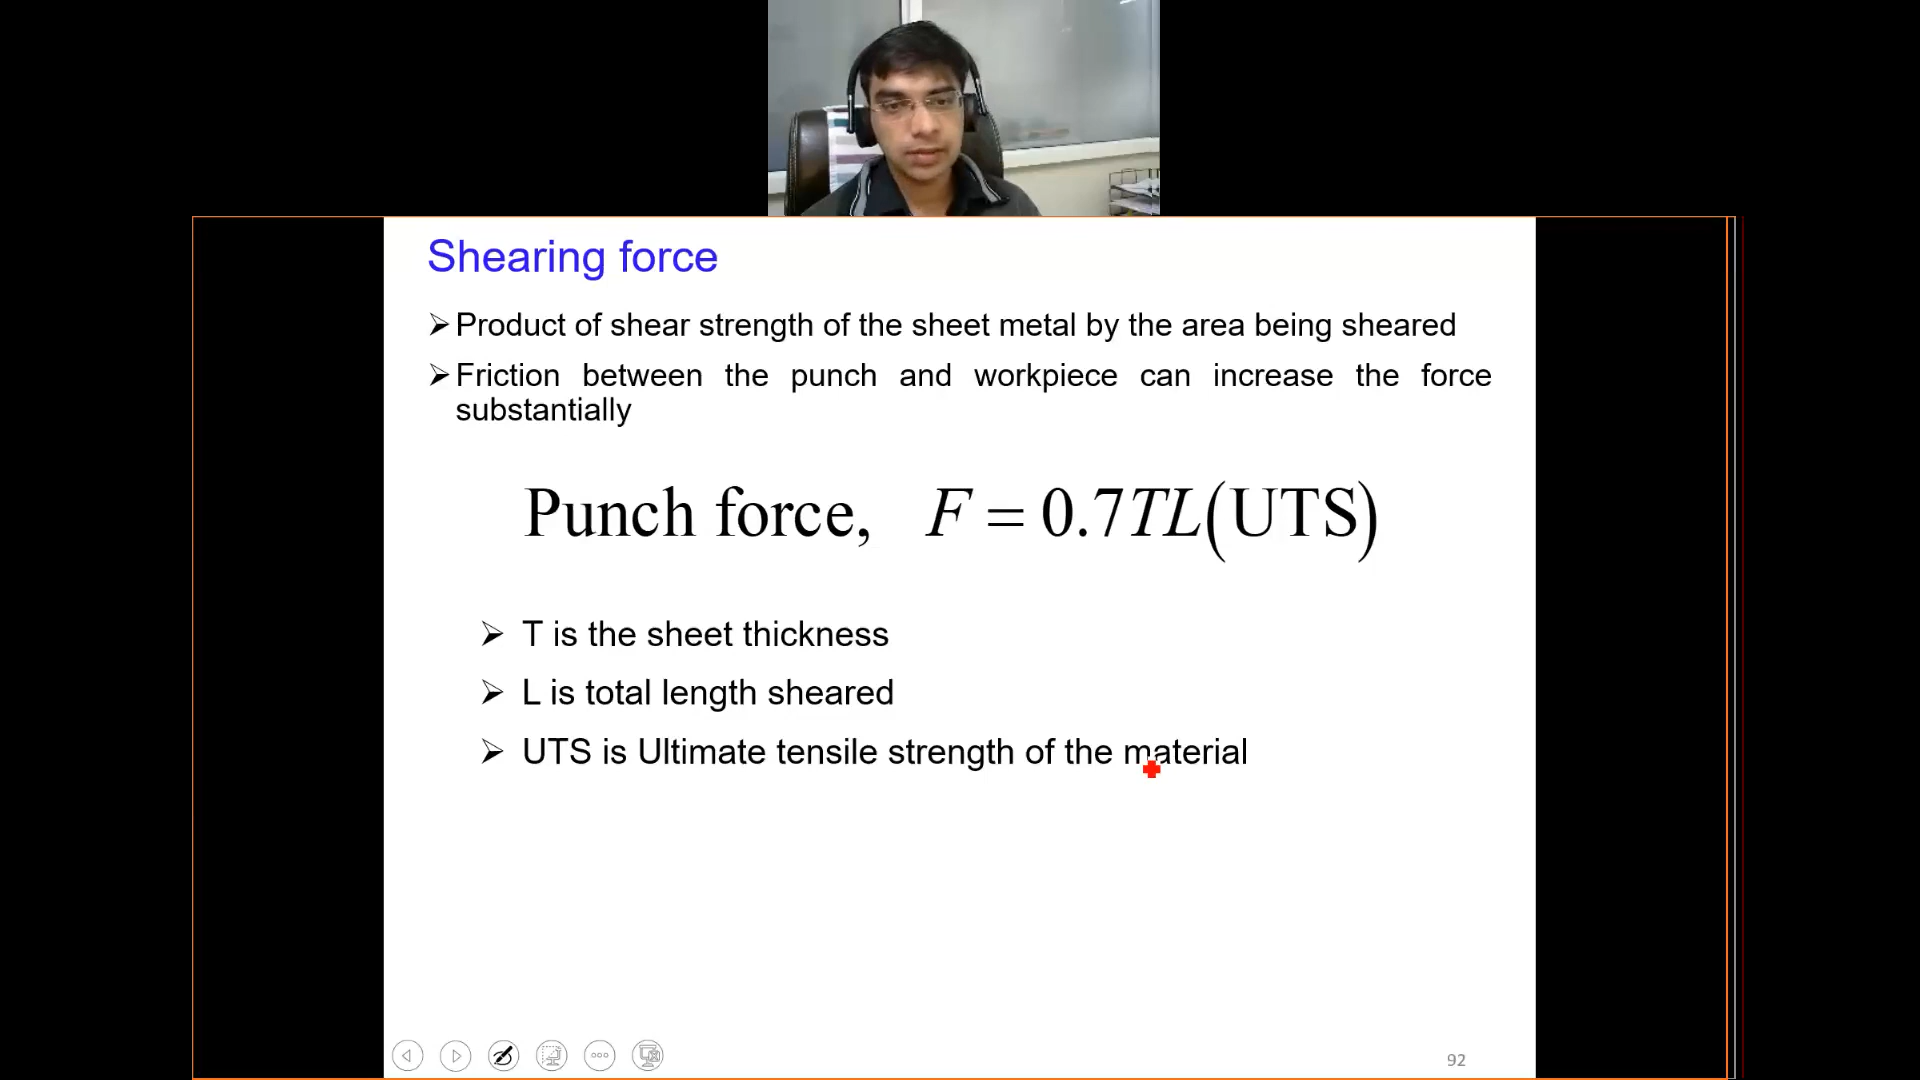 Shearing force
➢ Product of shear strength of the sheet metal by the area being sheared
➢ Friction between the punch and workpiece can increase the force
substantially
Punch force, F = 0.7TL(UTS)
➢ T is the sheet thickness
➢ L is total length sheared
➢ UTS is Ultimate tensile strength of the material
92